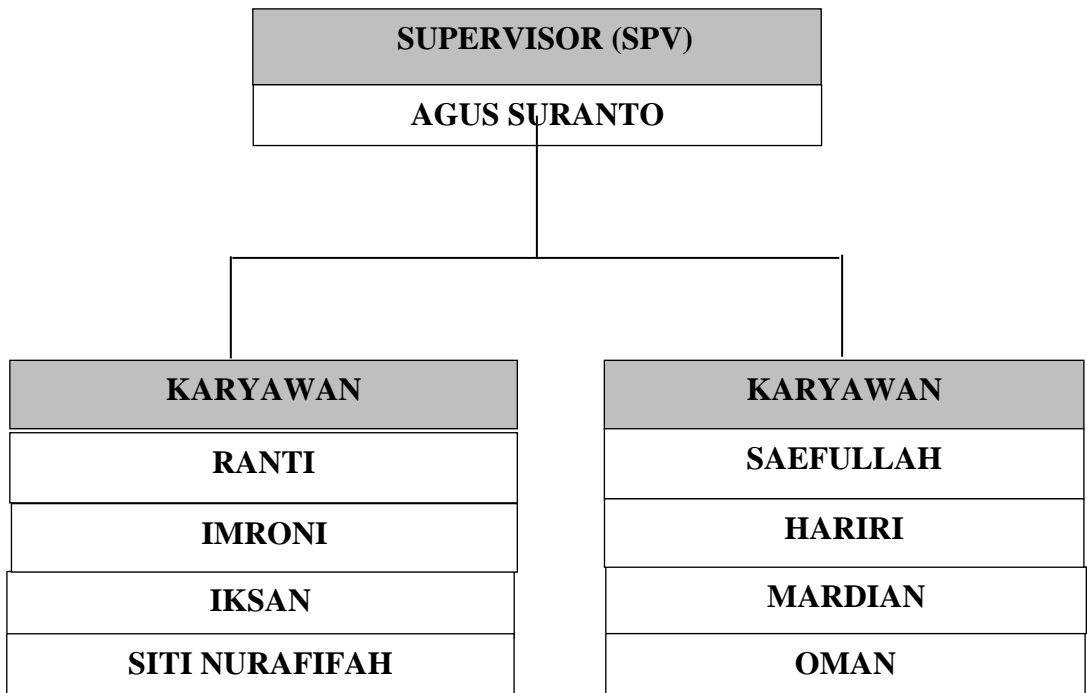 SUPERVISOR (SPV)
AGUS SURANTO
KARYAWAN
RANTI
IMRONI
IKSAN
SITI NURAFIFAH
KARYAWAN
SAEFULLAH
HARIRI
MARDIAN
OMAN